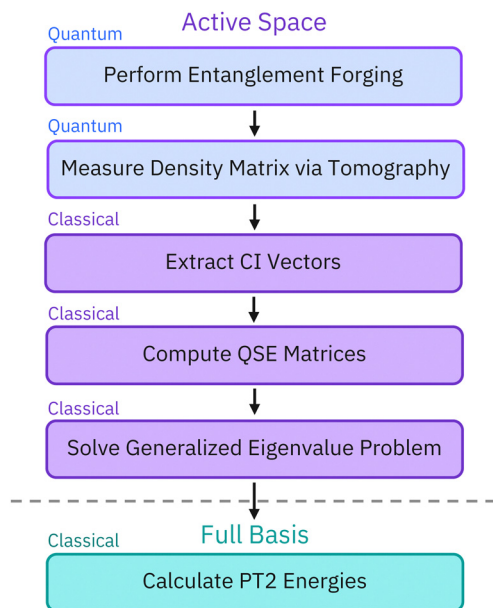 Active Space
Quantum
Perform Entanglement Forging
Quantum
Measure Density Matrix via Tomography
Classical
Extract CI Vectors
Classical
Compute QSE Matrices
Classical
Solve Generalized Eigenvalue Problem
Full Basis
Classical
Calculate PT2 Energies